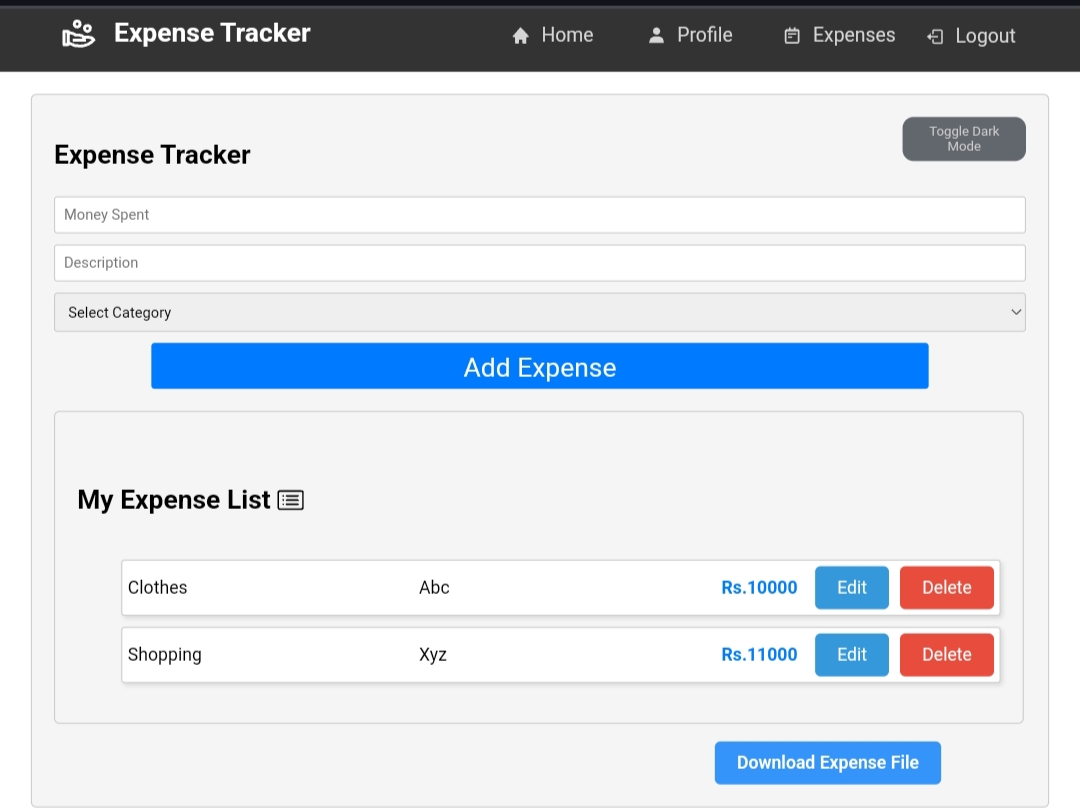 Expense Tracker
Home
Profile
Expenses
Logout
Toggle Dark
Mode
Expense Tracker
Money Spent
Description
Select Category
Add Expense
My Expense List
Clothes Abc Rs.10000 Edit Delete
Shopping Xyz Rs.11000 Edit Delete
Download Expense File